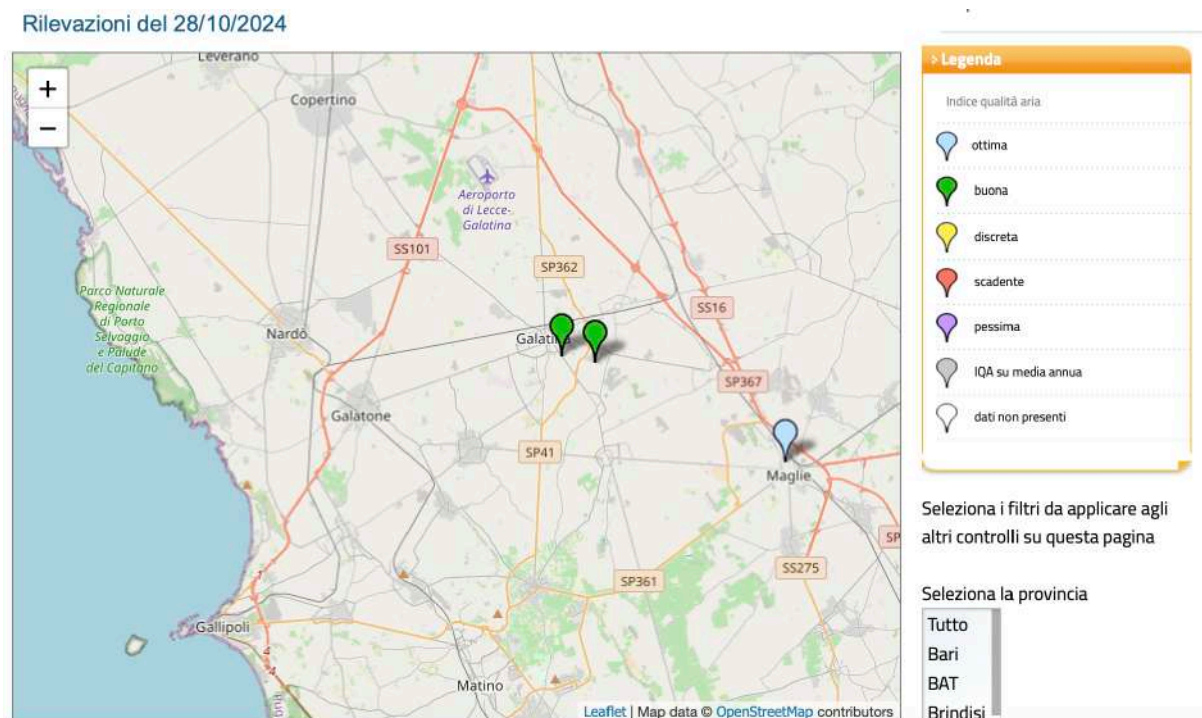 Rilevazioni del 28/10/2024
+
−
Leverano
Copertino
Aeroporto
di Lecce-
Galatina
SS101
SP362
SS16
Parco Naturale
Regionale
di Porto
Selvaggio
e Palude
del Capitano
Nardò
SP367
Galatone
SP41
Maglie
SP
SS275
SP361
Gallipoli
Matino
Leaflet | Map data © OpenStreetMap contributors
> Legenda
Indice qualità aria
ottima
buona
discreta
scadente
pessima
IQA su media annua
dati non presenti
Seleziona i filtri da applicare agli
altri controlli su questa pagina
Seleziona la provincia
Tutto
Bari
BAT
Brindisi